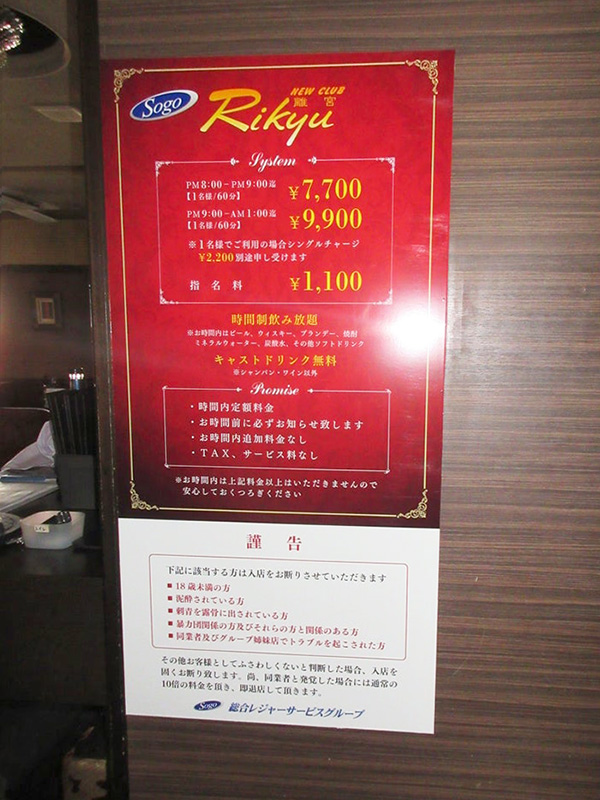 Sogo
NEW CLUB
離宮
Rikyu
System
PM8:00－PM9:00迄
【1名様/60分】
￥7,700
PM9:00－AM1:00迄
【1名様/60分】
￥9,900
※1名様でご利用の場合シングルチャージ
￥2,200別途申し受けます
指名料
￥1,100
時間制飲み放題
※お時間内はビール、ウィスキー、ブランデー、焼酎
ミネラルウォーター、炭酸水、その他ソフトドリンク
キャストドリンク無料
※シャンパン・ワイン以外
Promise
・時間内定額料金
・お時間前に必ずお知らせ致します
・お時間内追加料金なし
・TAX、サービス料なし
※お時間内は上記料金以上はいただきませんので
安心しておくつろぎください
謹告
下記に該当する方は入店をお断りさせていただきます
■18歳未満の方
■泥酔されている方
■刺青を露骨に出されている方
■暴力団関係の方及びそれらの方と関係のある方
■同業者及びグループ姉妹店でトラブルを起こされた方
その他お客様としてふさわしくないと判断した場合、入店を
固くお断り致します。尚、同業者と発覚した場合には通常の
10倍の料金を頂き、即退店して頂きます。
Sogo 総合レジャーサービスグループ